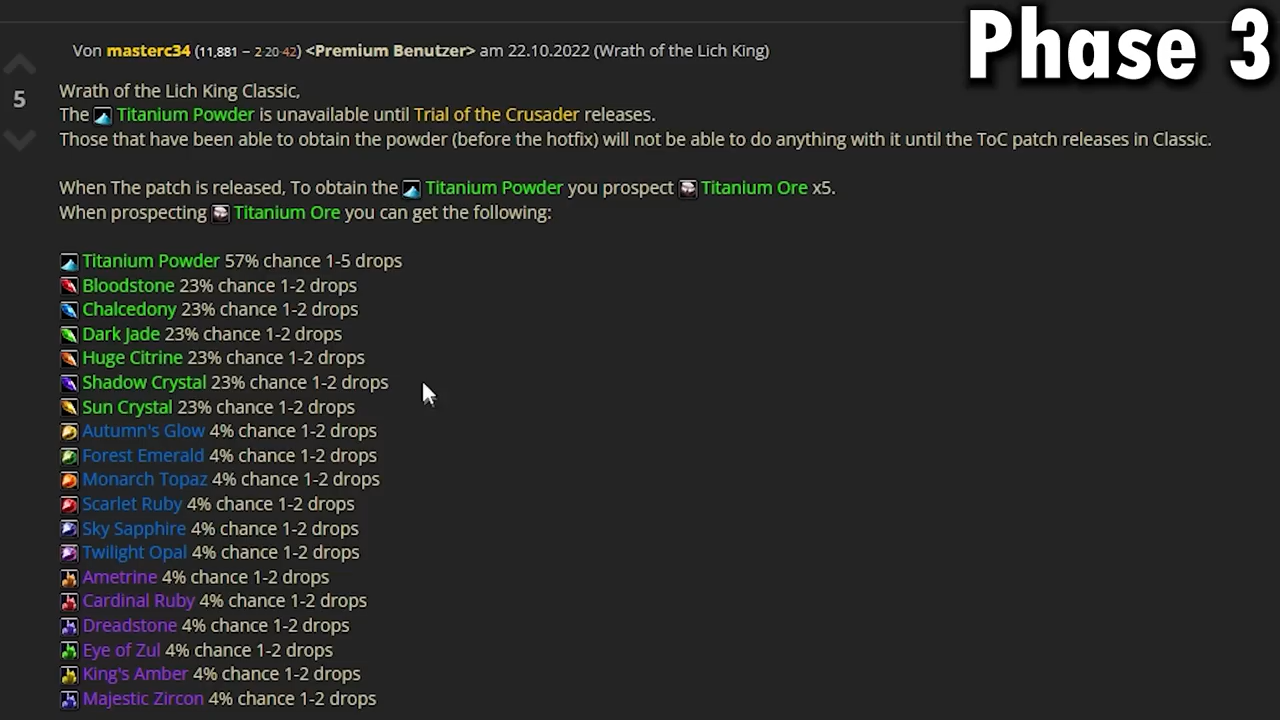 Phase 3
Von masterc34 (11,881 – 2·20·42) <Premium Benutzer> am 22.10.2022 (Wrath of the Lich King)
5
Wrath of the Lich King Classic,
The Titanium Powder is unavailable until Trial of the Crusader releases.
Those that have been able to obtain the powder (before the hotfix) will not be able to do anything with it until the ToC patch releases in Classic.
When The patch is released, To obtain the Titanium Powder you prospect Titanium Ore x5.
When prospecting Titanium Ore you can get the following:
Titanium Powder 57% chance 1-5 drops
Bloodstone 23% chance 1-2 drops
Chalcedony 23% chance 1-2 drops
Dark Jade 23% chance 1-2 drops
Huge Citrine 23% chance 1-2 drops
Shadow Crystal 23% chance 1-2 drops
Sun Crystal 23% chance 1-2 drops
Autumn's Glow 4% chance 1-2 drops
Forest Emerald 4% chance 1-2 drops
Monarch Topaz 4% chance 1-2 drops
Scarlet Ruby 4% chance 1-2 drops
Sky Sapphire 4% chance 1-2 drops
Twilight Opal 4% chance 1-2 drops
Ametrine 4% chance 1-2 drops
Cardinal Ruby 4% chance 1-2 drops
Dreadstone 4% chance 1-2 drops
Eye of Zul 4% chance 1-2 drops
King's Amber 4% chance 1-2 drops
Majestic Zircon 4% chance 1-2 drops